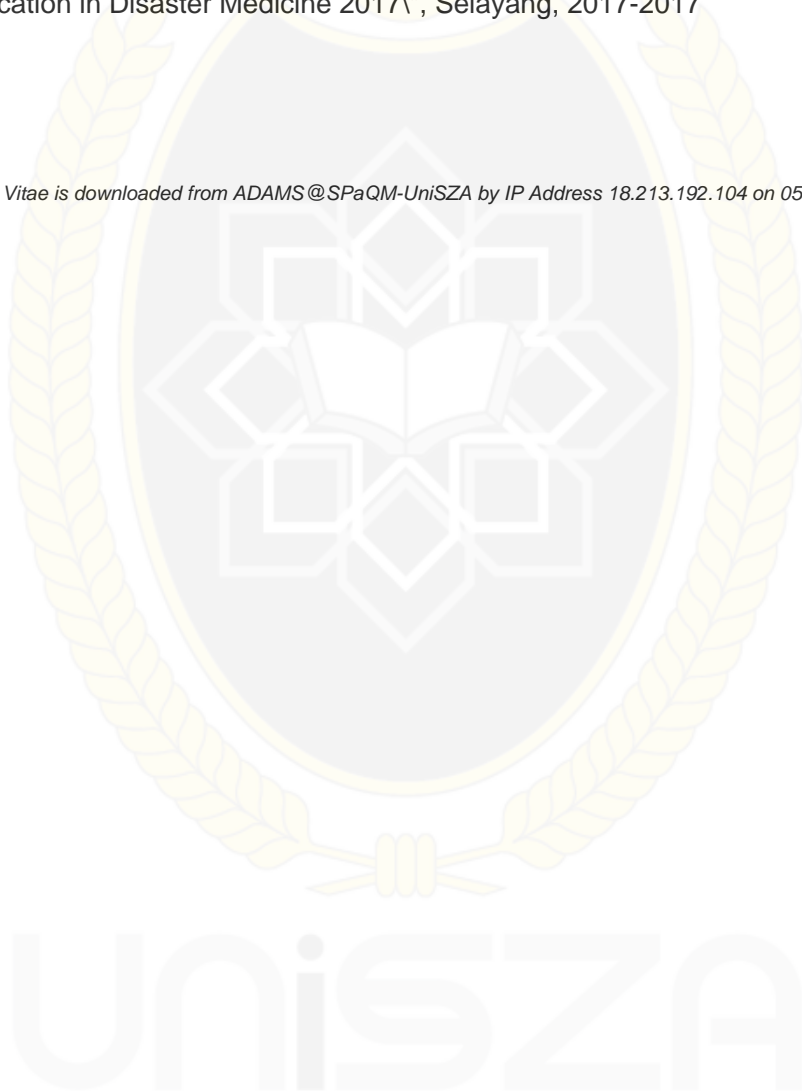 cation in Disaster Medicine 2017\ , Selayang, 2017-2017
Vitae is downloaded from ADAMS@SPaQM-UniSZA by IP Address 18.213.192.104 on 05
UniSZA